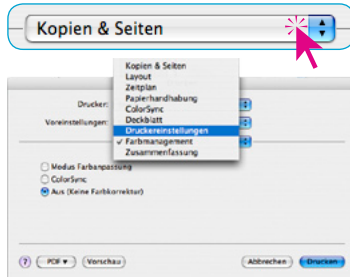 Kopien & Seiten
Kopien & Seiten
Layout
Zeitplan
Papierhandhabung
ColorSync
Deckblatt
Druckereinstellungen
✓ Farbmanagement
Zusammenfassung
Drucker:
Voreinstellungen:
Modus Farbanpassung
ColorSync
Aus (Keine Farbkorrektur)
? PDF ▼ Vorschau Abbrechen Drucken